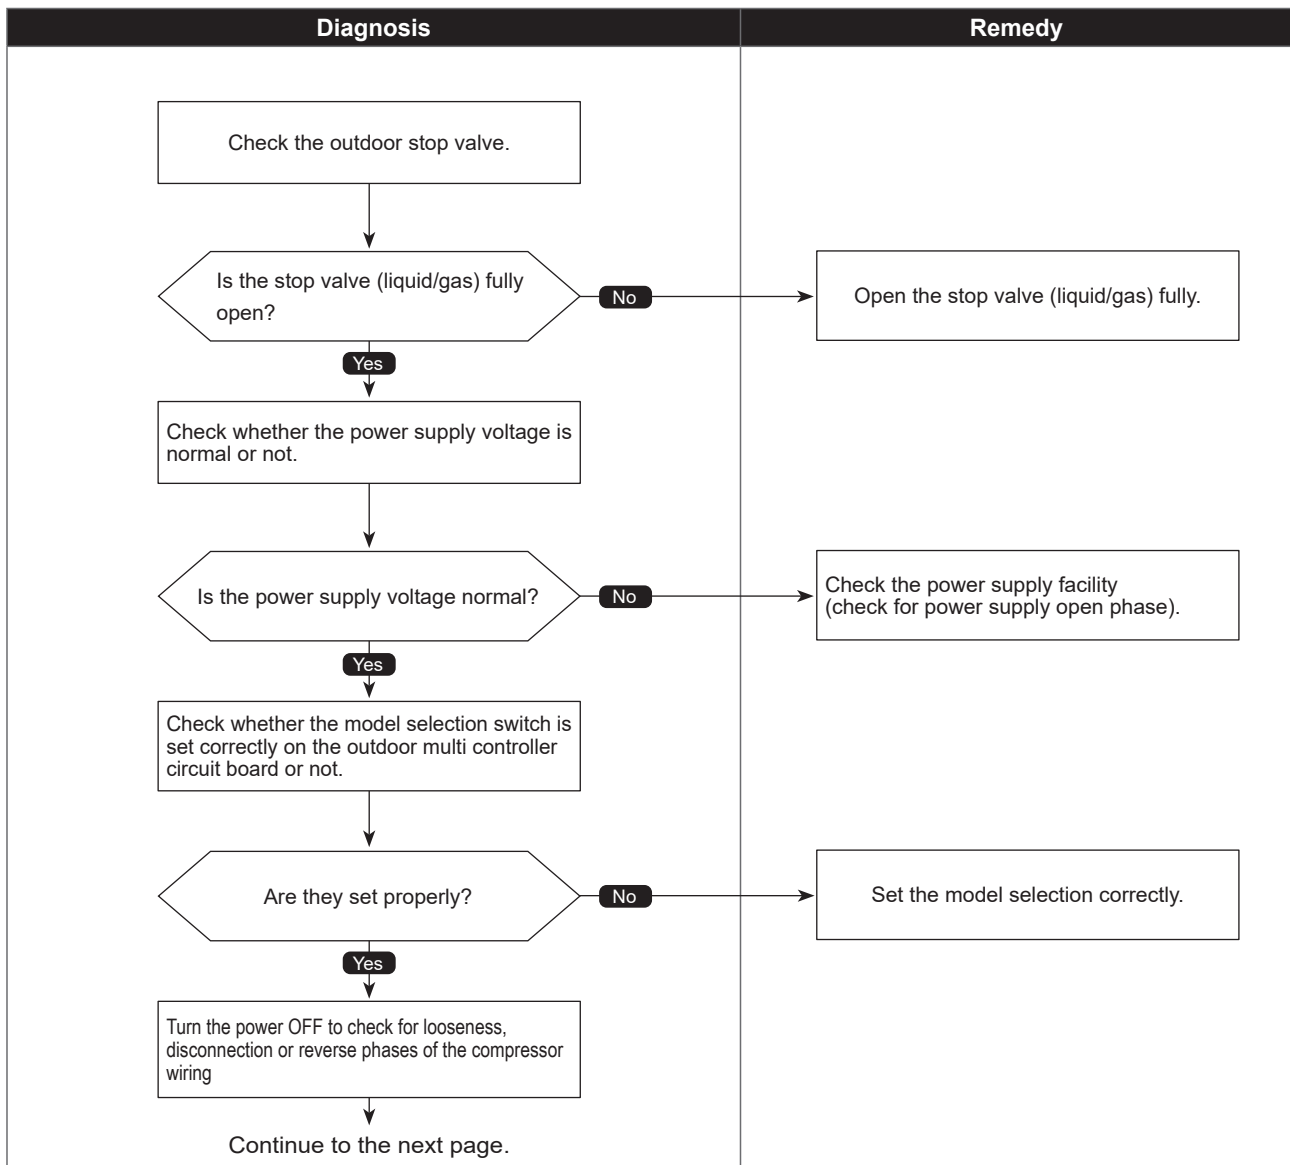 Diagnosis
Remedy
Check the outdoor stop valve.
Is the stop valve (liquid/gas) fully
open?
No
Open the stop valve (liquid/gas) fully.
Yes
Check whether the power supply voltage is
normal or not.
Is the power supply voltage normal?
No
Check the power supply facility
(check for power supply open phase).
Yes
Check whether the model selection switch is
set correctly on the outdoor multi controller
circuit board or not.
Are they set properly?
No
Set the model selection correctly.
Yes
Turn the power OFF to check for looseness,
disconnection or reverse phases of the compressor
wiring
Continue to the next page.